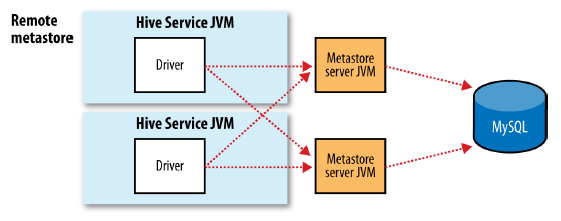 Remote
metastore
Hive Service JVM
Driver
Metastore
server JVM
Hive Service JVM
Driver
Metastore
server JVM
MySQL